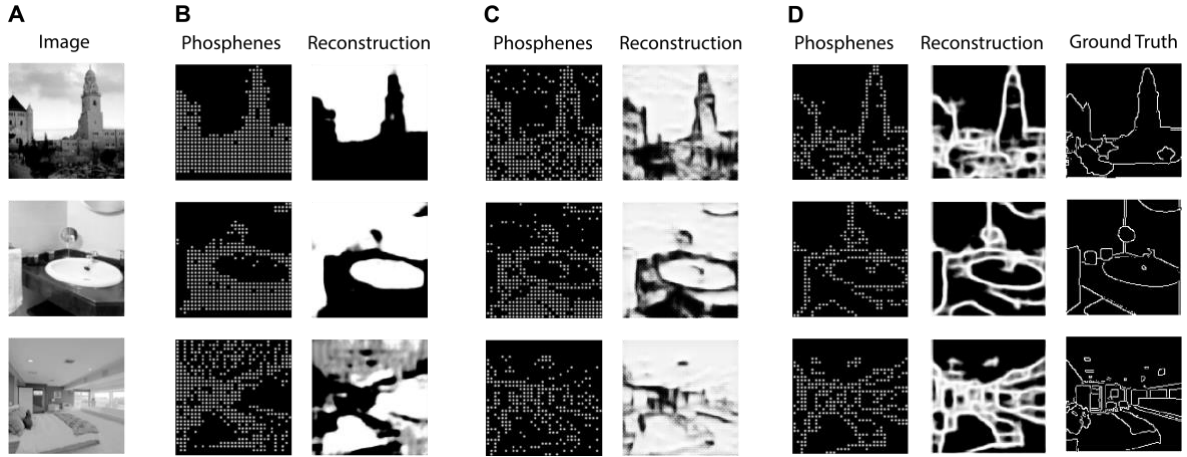 A
B
C
D
Image
Phosphenes
Reconstruction
Phosphenes
Reconstruction
Phosphenes
Reconstruction
Ground Truth